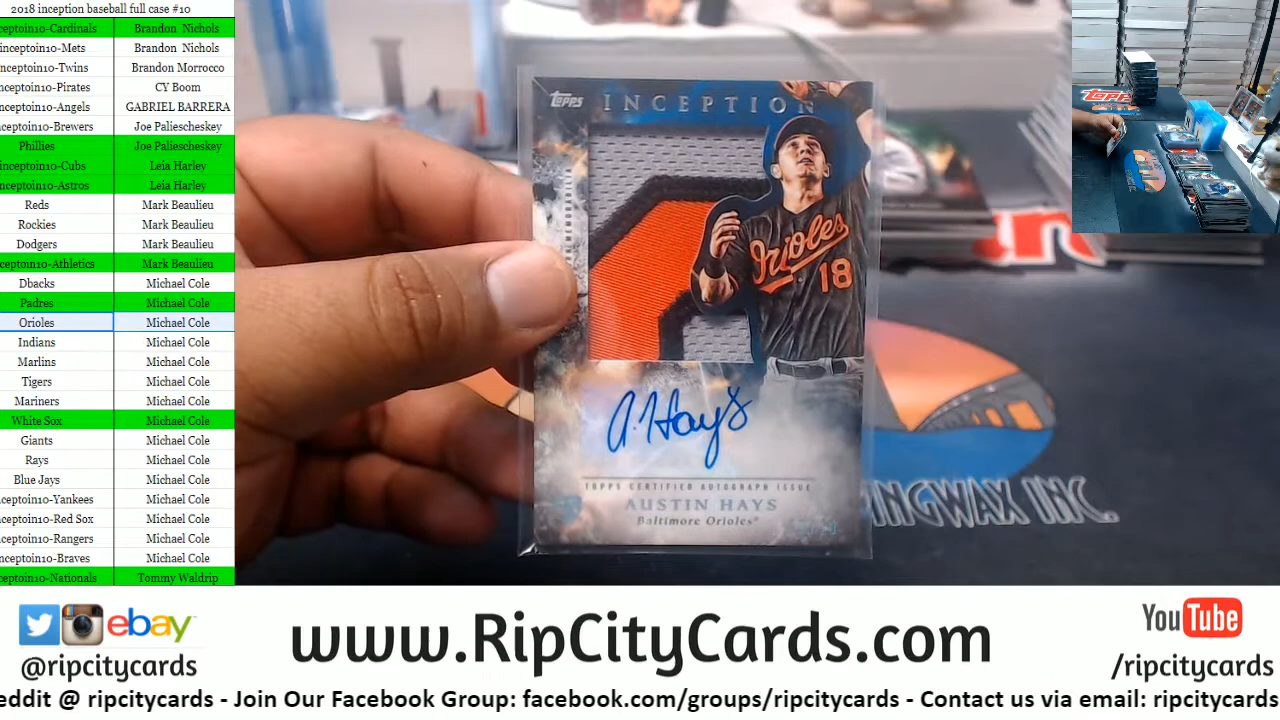 2018 inception baseball full case #10
ceptoin10-Cardinals Brandon Nichols
inceptoin10-Mets Brandon Nichols
nceptoin10-Twins Brandon Morrocco
nceptoin10-Pirates CY Boom
nceptoin10-Angels GABRIEL BARRERA
nceptoin10-Brewers Joe Paliescheskey
Phillies Joe Paliescheskey
inceptoin10-Cubs Leia Harley
nceptoin10-Astros Leia Harley
Reds Mark Beaulieu
Rockies Mark Beaulieu
Dodgers Mark Beaulieu
ceptoin10-Athletics Mark Beaulieu
Dbacks Michael Cole
Padres Michael Cole
Orioles Michael Cole
Indians Michael Cole
Marlins Michael Cole
Tigers Michael Cole
Mariners Michael Cole
White Sox Michael Cole
Giants Michael Cole
Rays Michael Cole
Blue Jays Michael Cole
ceptoin10-Yankees Michael Cole
ceptoin10-Red Sox Michael Cole
ceptoin10-Rangers Michael Cole
nceptoin10-Braves Michael Cole
ceptoin10-Nationals Tommy Waldrip
Topps INCEPTION
Orioles
18
A. Hays
TOPPS CERTIFIED AUTOGRAPH ISSUE
AUSTIN HAYS
Baltimore Orioles
NGWAX INC.
Topps
ebay
@ripcitycards
www.RipCityCards.com
YouTube
/ripcitycards
eddit @ ripcitycards - Join Our Facebook Group: facebook.com/groups/ripcitycards - Contact us via email: ripcitycards